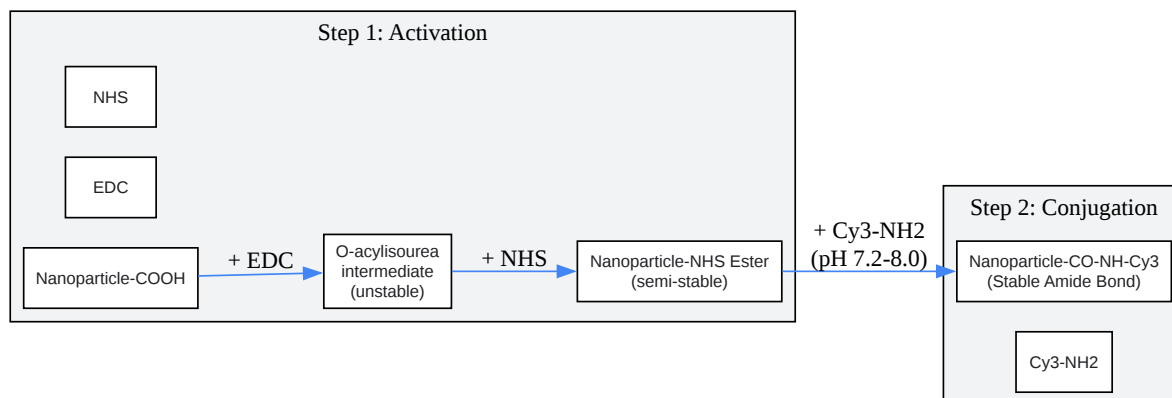 Step 1: Activation
NHS
EDC
Nanoparticle-COOH
+ EDC
O-acylisourea
intermediate
(unstable)
+ NHS
Nanoparticle-NHS Ester
(semi-stable)
+ Cy3-NH2
(pH 7.2-8.0)
Step 2: Conjugation
Nanoparticle-CO-NH-Cy3
(Stable Amide Bond)
Cy3-NH2